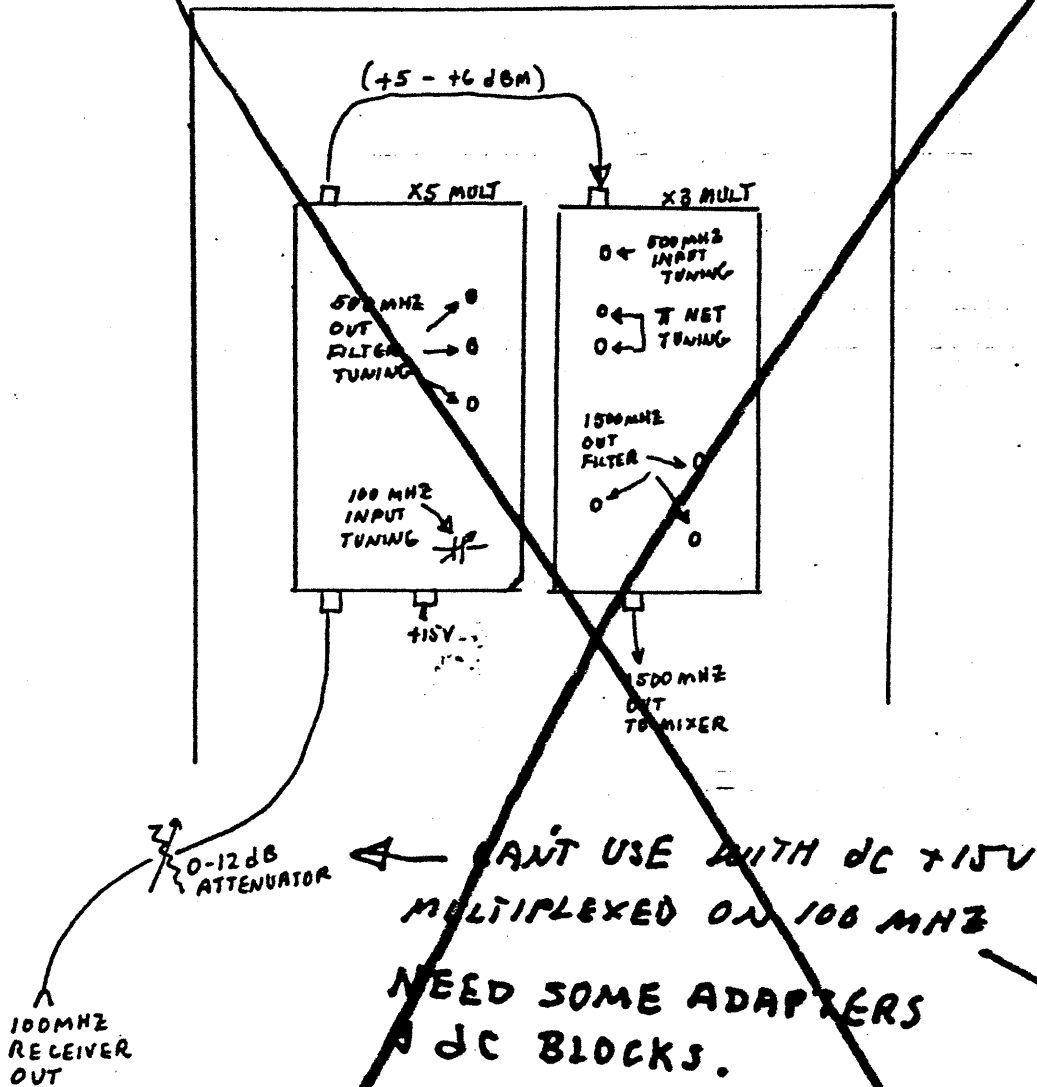 (+5 - +6 dBM)
X5 MULT
X3 MULT
500 MHZ
OUT
FILTER
TUNING
100 MHZ
INPUT
TUNING
+15V
500 MHZ
INPUT
TUNING
π NET
TUNING
1500 MHZ
OUT
FILTER
1500 MHZ
OUT
TO MIXER
0-12 dB
ATTENUATOR
CAN'T USE WITH dC +15V
MULTIPLEXED ON 100 MHZ
NEED SOME ADAPTERS
dC BLOCKS.
100MHZ
RECEIVER
OUT